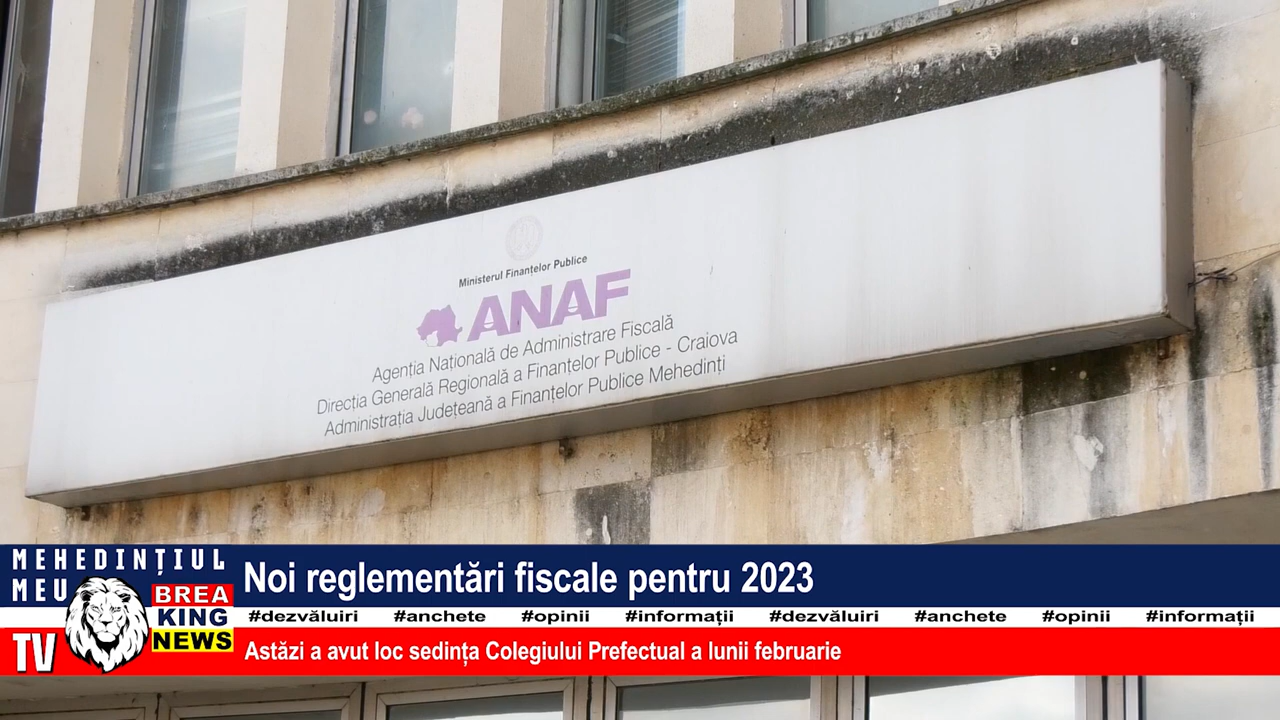 Ministerul Finanțelor Publice
ANAF
Agentia Națională de Administrare Fiscală
Direcția Generală Regională a Finanțelor Publice - Craiova
Administrația Județeană a Finanțelor Publice Mehedinți
MEHEDINȚIUL
MEU
TV
BREA
KING
NEWS
Noi reglementări fiscale pentru 2023
#dezvăluiri #anchete #opinii #informații #dezvăluiri #anchete #opinii #informații
Astăzi a avut loc sedința Colegiului Prefectual a lunii februarie